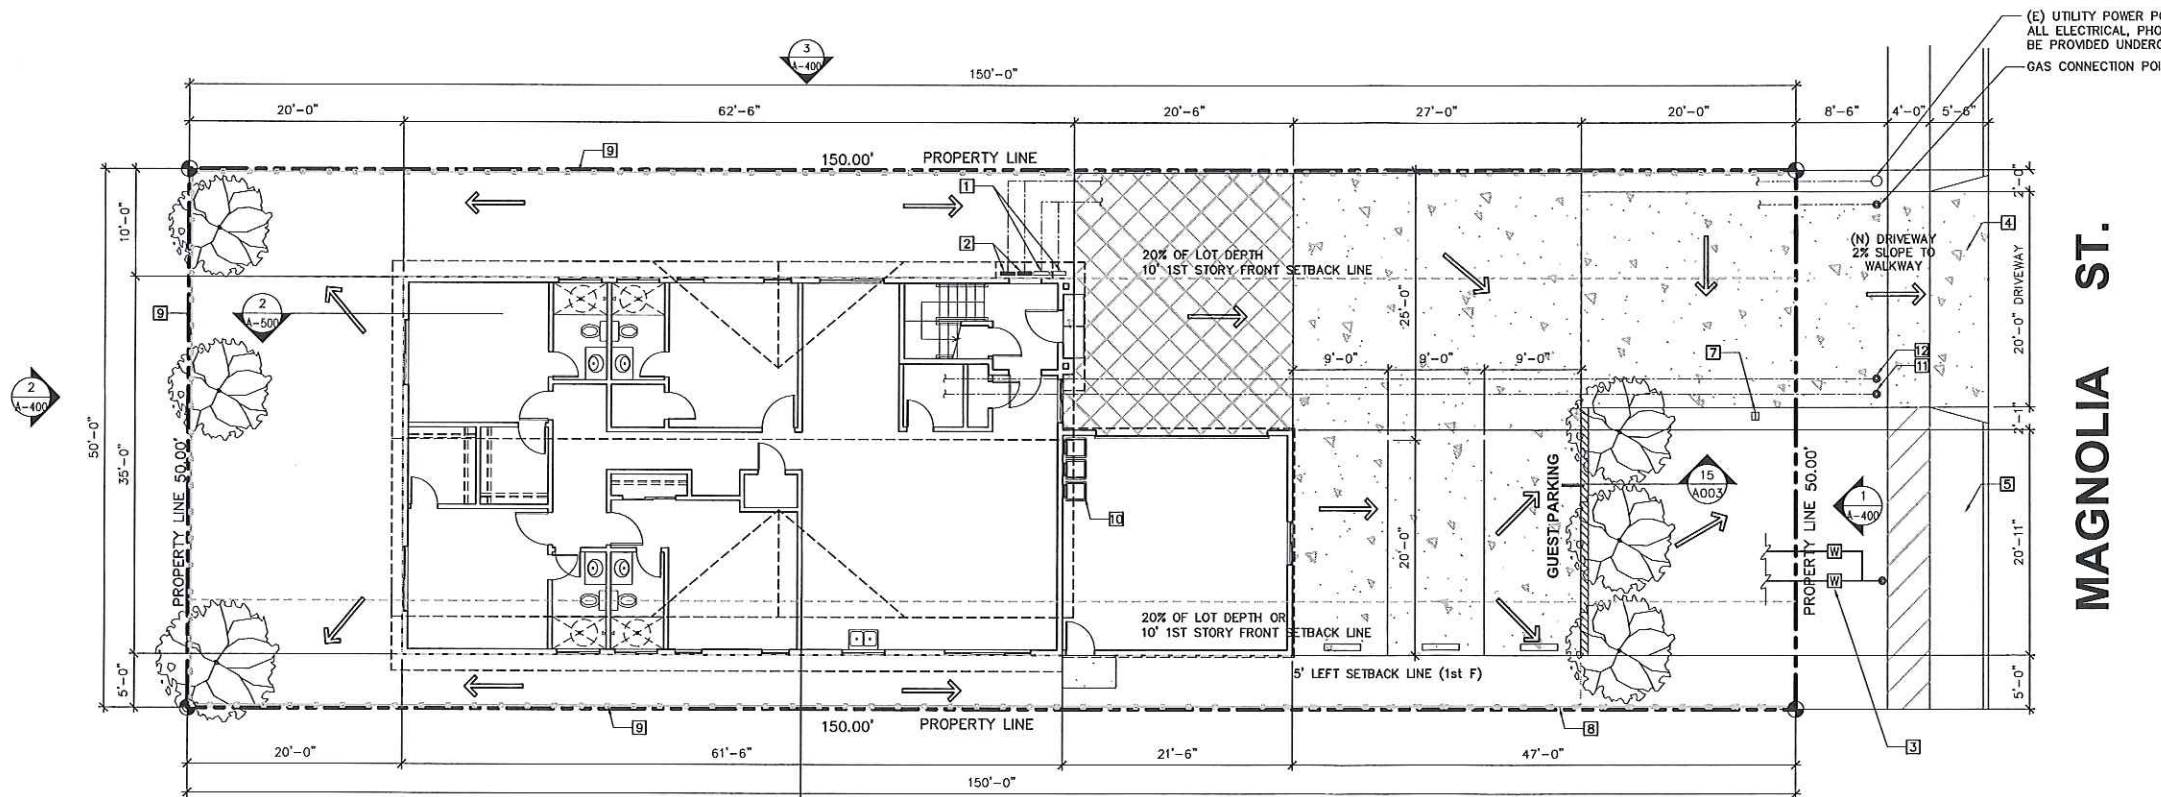 (E) UTILITY POWER
ALL ELECTRICAL,
BE PROVIDED
GAS CONNECTION
3
A-400
150'-0"
20'-0"
62'-6"
20'-6"
27'-0"
20'-0"
8'-6"
4'-0"
5'-6"
9
150.00' PROPERTY LINE
1
2
10'-0"
2'-0"
4
20% OF LOT DEPTH
10' 1ST STORY FRONT SETBACK LINE
(N) DRIVEWAY
2% SLOPE TO
WALKWAY
20'-0" DRIVEWAY
MAGNOLIA ST.
2
A-500
9
25'-0"
9'-0"
9'-0"
9'-0"
7
12
11
2
A-400
50'-0"
35'-0"
PROPERTY LINE 50.00'
2'-1"
GUEST PARKING
15
A003
1
A-400
5
10
20'-0"
PROPERTY LINE 50.00'
20'-11"
W
W
20% OF LOT DEPTH OR
10' 1ST STORY FRONT SETBACK LINE
5'-0"
5' LEFT SETBACK LINE (1st F)
5'-0"
9
150.00' PROPERTY LINE
8
3
20'-0"
61'-6"
21'-6"
47'-0"
150'-0"